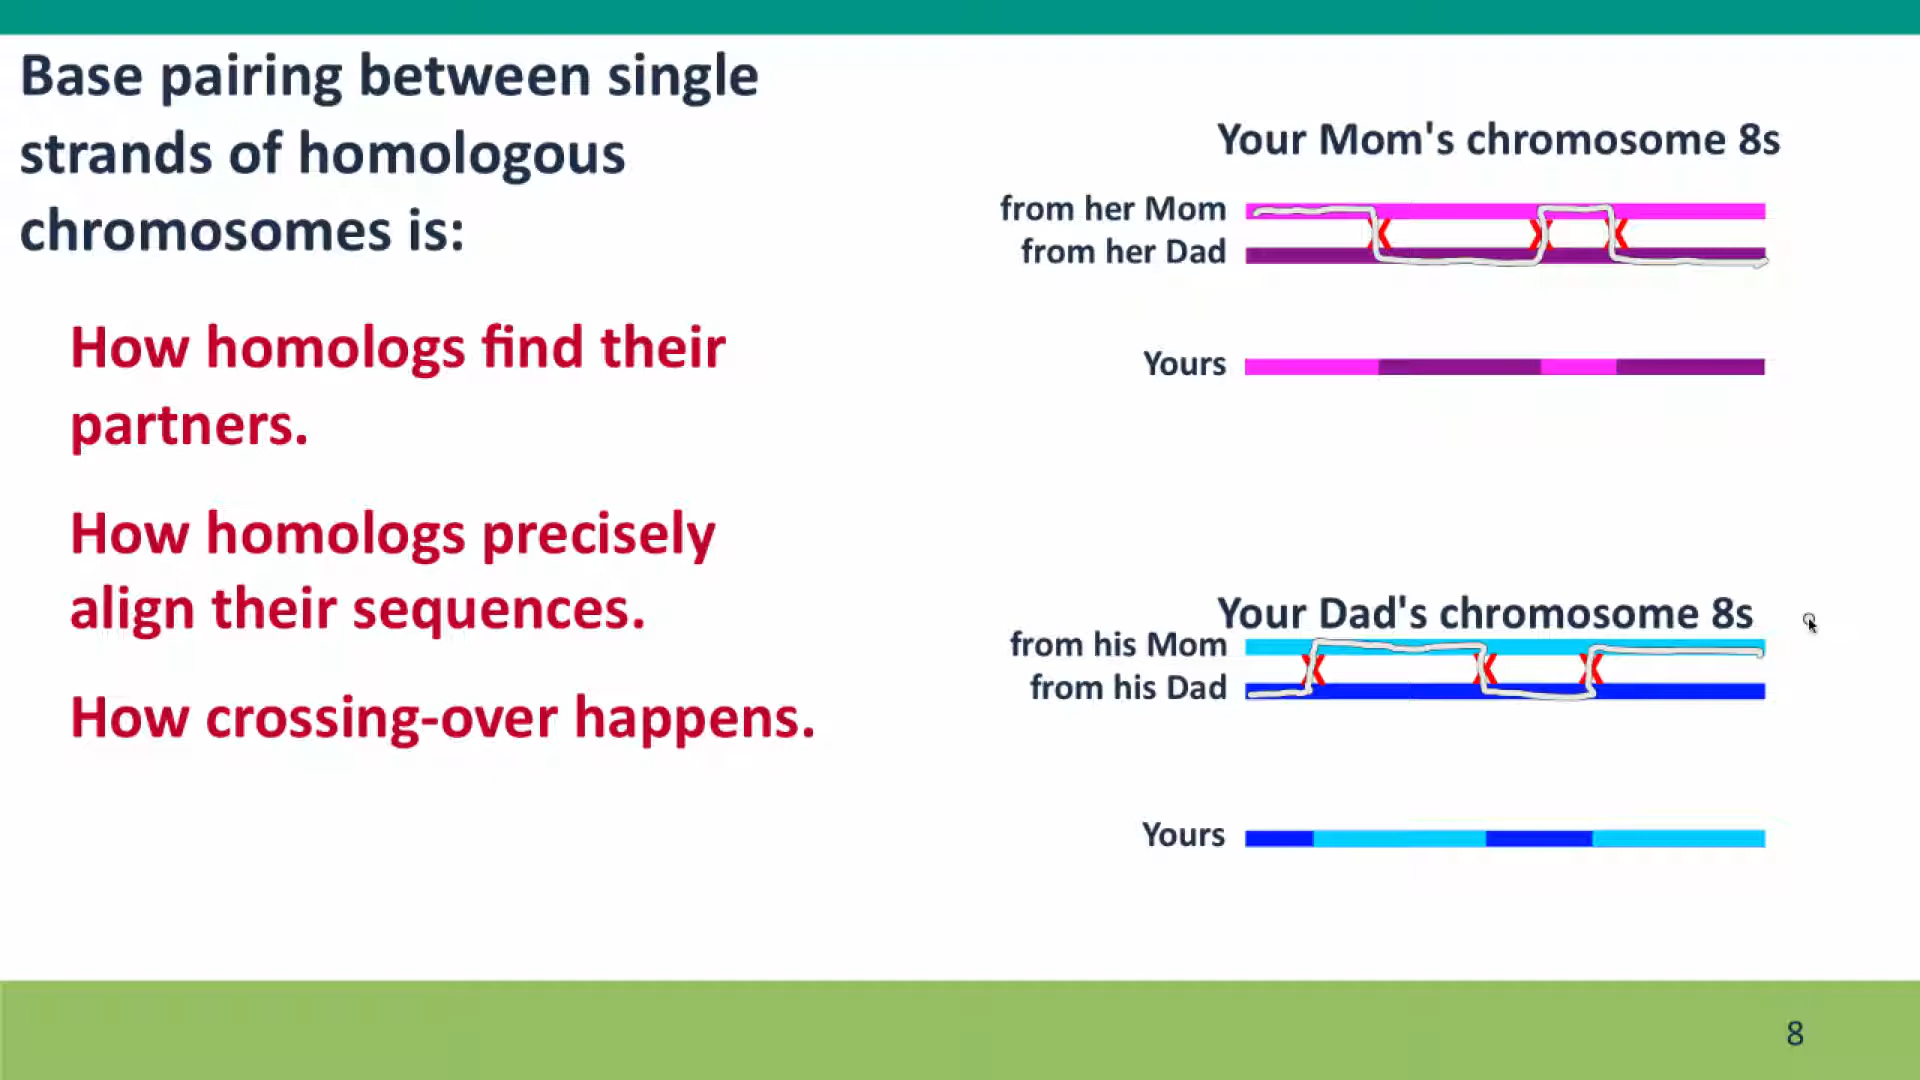 Base pairing between single
strands of homologous
chromosomes is:
How homologs find their
partners.
How homologs precisely
align their sequences.
How crossing-over happens.
Your Mom's chromosome 8s
from her Mom
from her Dad
Yours
Your Dad's chromosome 8s
from his Mom
from his Dad
Yours
8